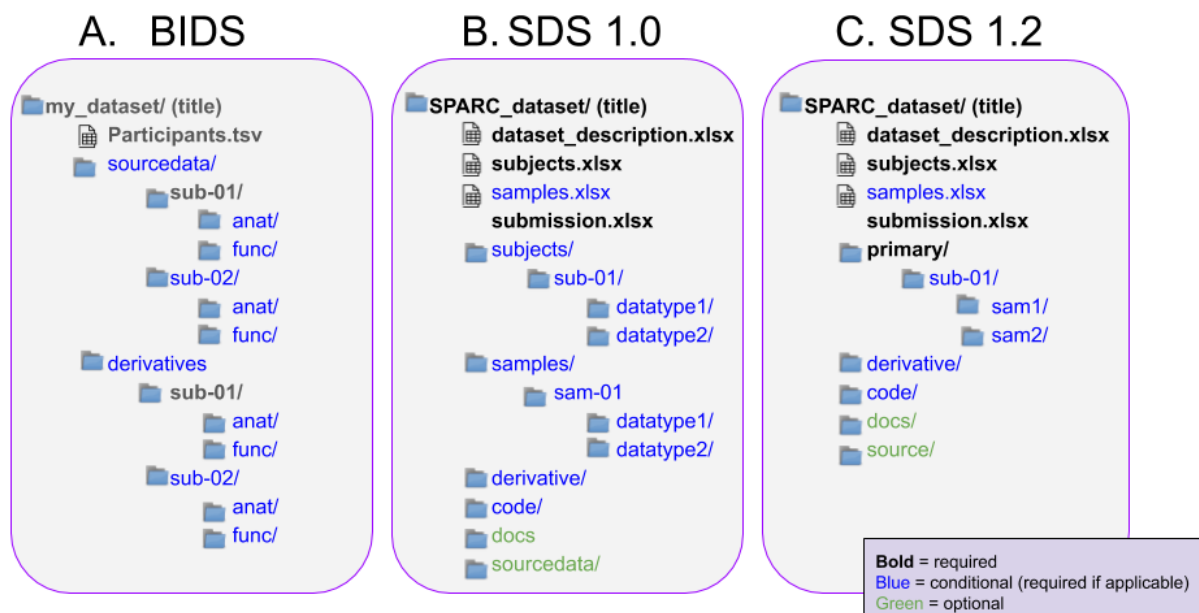 A. BIDS
my_dataset/ (title)
Participants.tsv
sourcedata/
sub-01/
anat/
func/
sub-02/
anat/
func/
derivatives
sub-01/
anat/
func/
sub-02/
anat/
func/
B. SDS 1.0
SPARC_dataset/ (title)
dataset_description.xlsx
subjects.xlsx
samples.xlsx
submission.xlsx
subjects/
sub-01/
datatype1/
datatype2/
samples/
sam-01
datatype1/
datatype2/
derivative/
code/
docs
sourcedata/
C. SDS 1.2
SPARC_dataset/ (title)
dataset_description.xlsx
subjects.xlsx
samples.xlsx
submission.xlsx
primary/
sub-01/
sam1/
sam2/
derivative/
code/
docs/
source/
Bold = required
Blue = conditional (required if applicable)
Green = optional